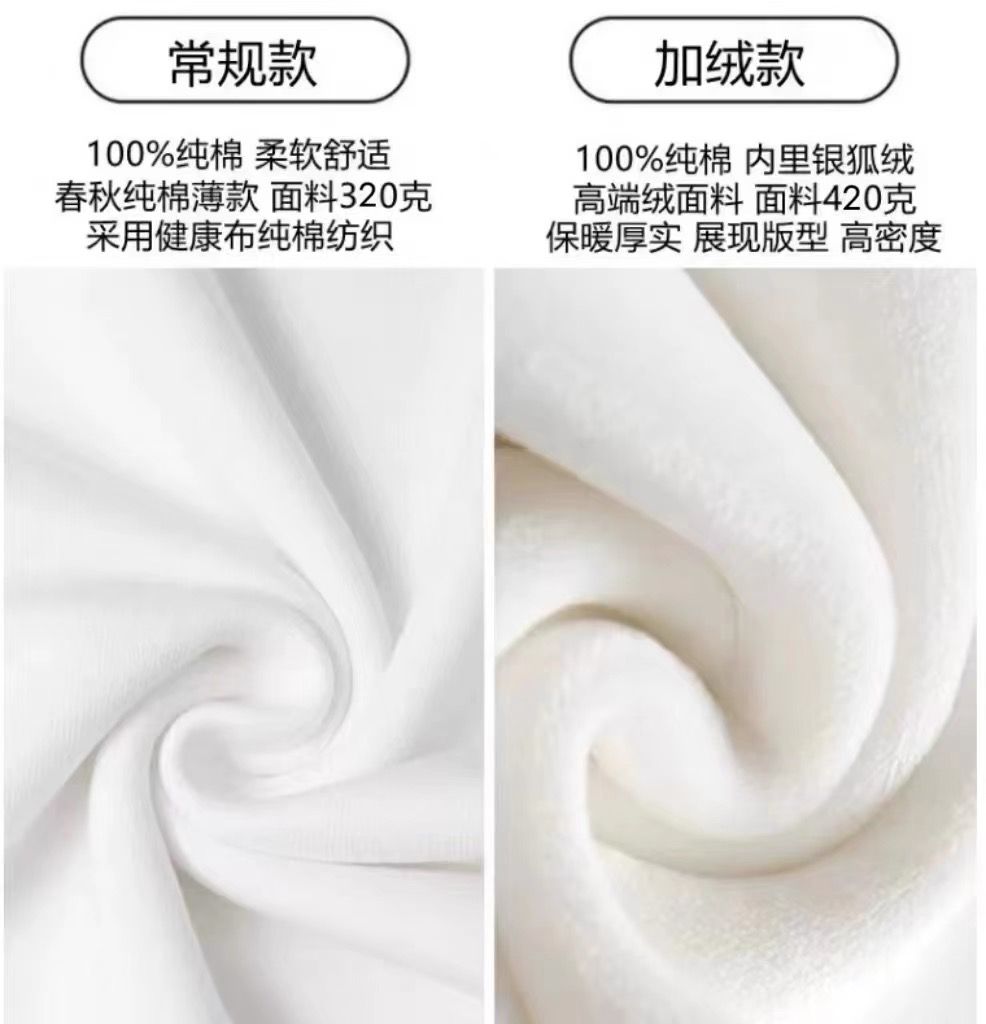 常规款
100%纯棉 柔软舒适
春秋纯棉薄款 面料320克
采用健康布纯棉纺织
加绒款
100%纯棉 内里银狐绒
高端绒面料 面料420克
保暖厚实 展现版型 高密度